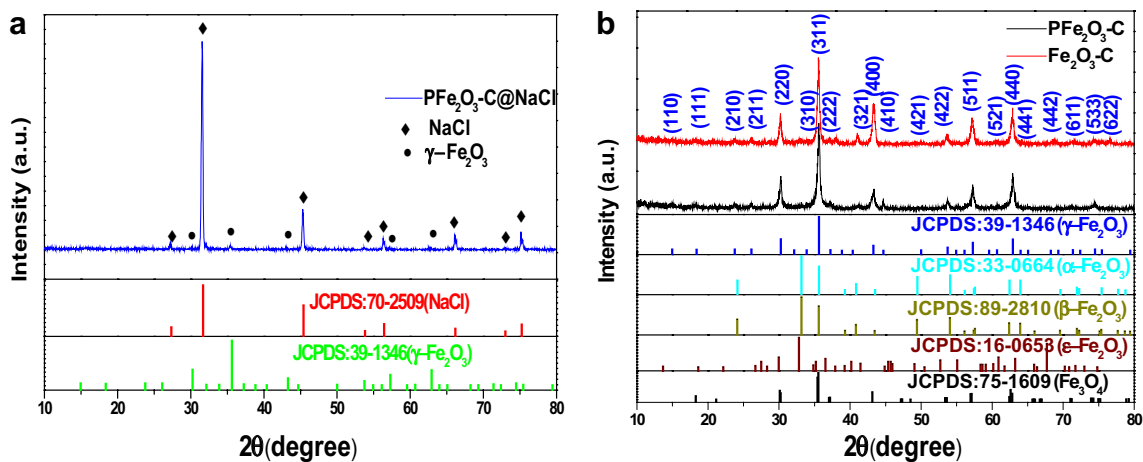 a
Intensity (a.u.)
PFe₂O₃-C@NaCl
NaCl
γ–Fe₂O₃
JCPDS:70-2509(NaCl)
JCPDS:39-1346(γ–Fe₂O₃)
10 20 30 40 50 60 70 80
2θ(degree)
b
Intensity (a.u.)
PFe₂O₃-C
Fe₂O₃-C
(110) (111) (210) (211) (220) (310) (311) (222) (321) (400) (410) (421) (422) (511) (521) (440) (441) (442) (611) (533) (622)
JCPDS:39-1346(γ–Fe₂O₃)
JCPDS:33-0664(α–Fe₂O₃)
JCPDS:89-2810(β–Fe₂O₃)
JCPDS:16-0653(ε–Fe₂O₃)
JCPDS:75-1609(Fe₃O₄)
10 20 30 40 50 60 70 80
2θ(degree)